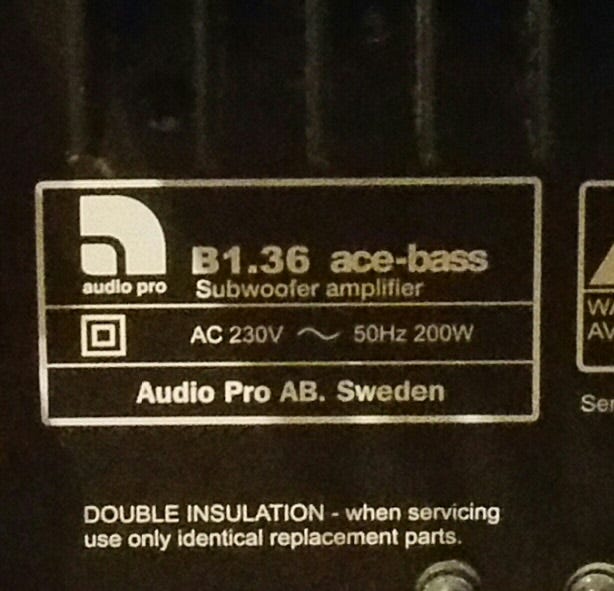 audio pro
B1.36 ace-bass
Subwoofer amplifier
AC 230V ~ 50Hz 200W
Audio Pro AB. Sweden
DOUBLE INSULATION - when servicing
use only identical replacement parts.